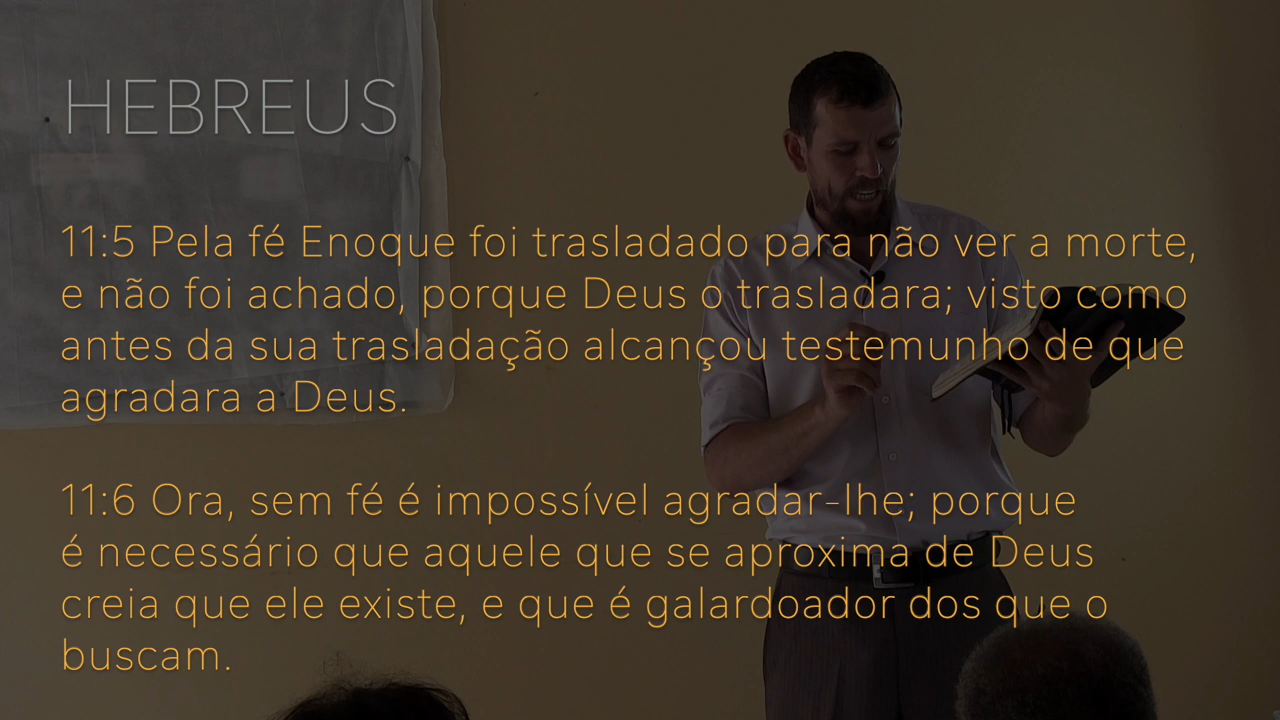 HEBREUS
11:5 Pela fé Enoque foi trasladado para não ver a morte,
e não foi achado, porque Deus o trasladara; visto como
antes da sua trasladação alcançou testemunho de que
agradara a Deus.
11:6 Ora, sem fé é impossível agradar-lhe; porque
é necessário que aquele que se aproxima de Deus
creia que ele existe, e que é galardoador dos que o
buscam.